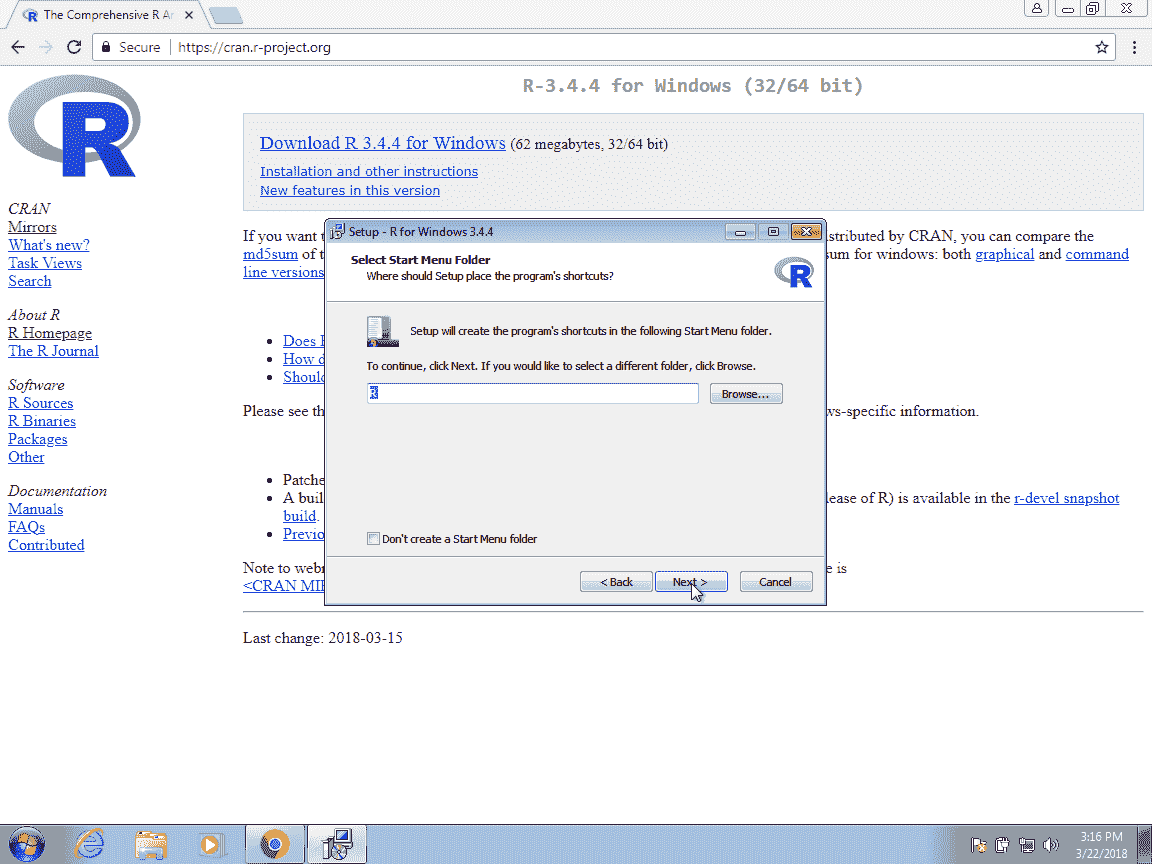 The Comprehensive R Ar
Secure
https://cran.r-project.org
R
CRAN
Mirrors
What's new?
Task Views
Search
About R
R Homepage
The R Journal
Software
R Sources
R Binaries
Packages
Other
Documentation
Manuals
FAQs
Contributed
R-3.4.4 for Windows (32/64 bit)
Download R 3.4.4 for Windows (62 megabytes, 32/64 bit)
Installation and other instructions
New features in this version
If you want
stributed by CRAN, you can compare the
md5sum of
sum for windows: both graphical and command
line versions
Does
How
Should
Please see
ws-specific information.
Patche
A buil
lease of R) is available in the r-devel snapshot
build.
Previo
Note to web
e is
<CRAN MI
Last change: 2018-03-15
Setup - R for Windows 3.4.4
Select Start Menu Folder
Where should Setup place the program's shortcuts?
R
Setup will create the program's shortcuts in the following Start Menu folder.
To continue, click Next. If you would like to select a different folder, click Browse.
R
Browse...
Don't create a Start Menu folder
< Back
Next >
Cancel
3:16 PM
3/22/2018